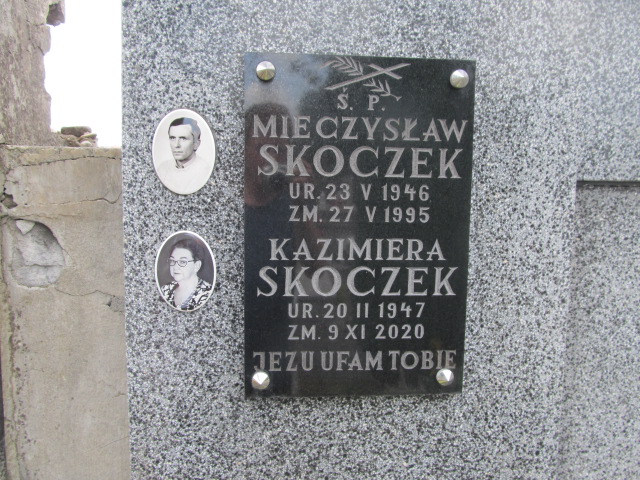 Ś. P.
MIECZYSŁAW
SKOCZEK
UR. 23 V 1946
ZM. 27 V 1995
KAZIMIERA
SKOCZEK
UR. 20 II 1947
ZM. 9 XI 2020
JEZU UFAM TOBIE